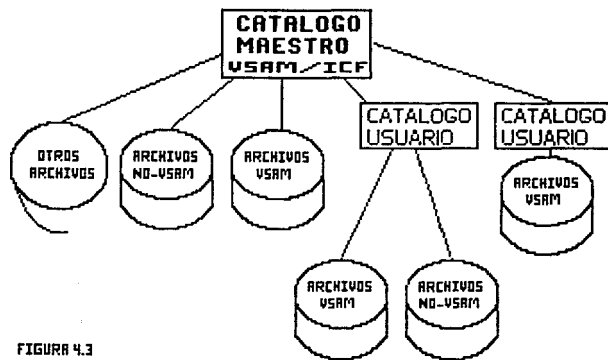 CATALOGO
MAESTRO
VSAM/ICF
CATALOGO
USUARIO
CATALOGO
USUARIO
OTROS
ARCHIVOS
ARCHIVOS
NO-VSAM
ARCHIVOS
VSAM
ARCHIVOS
VSAM
ARCHIVOS
VSAM
ARCHIVOS
NO-VSAM
FIGURA 4.3